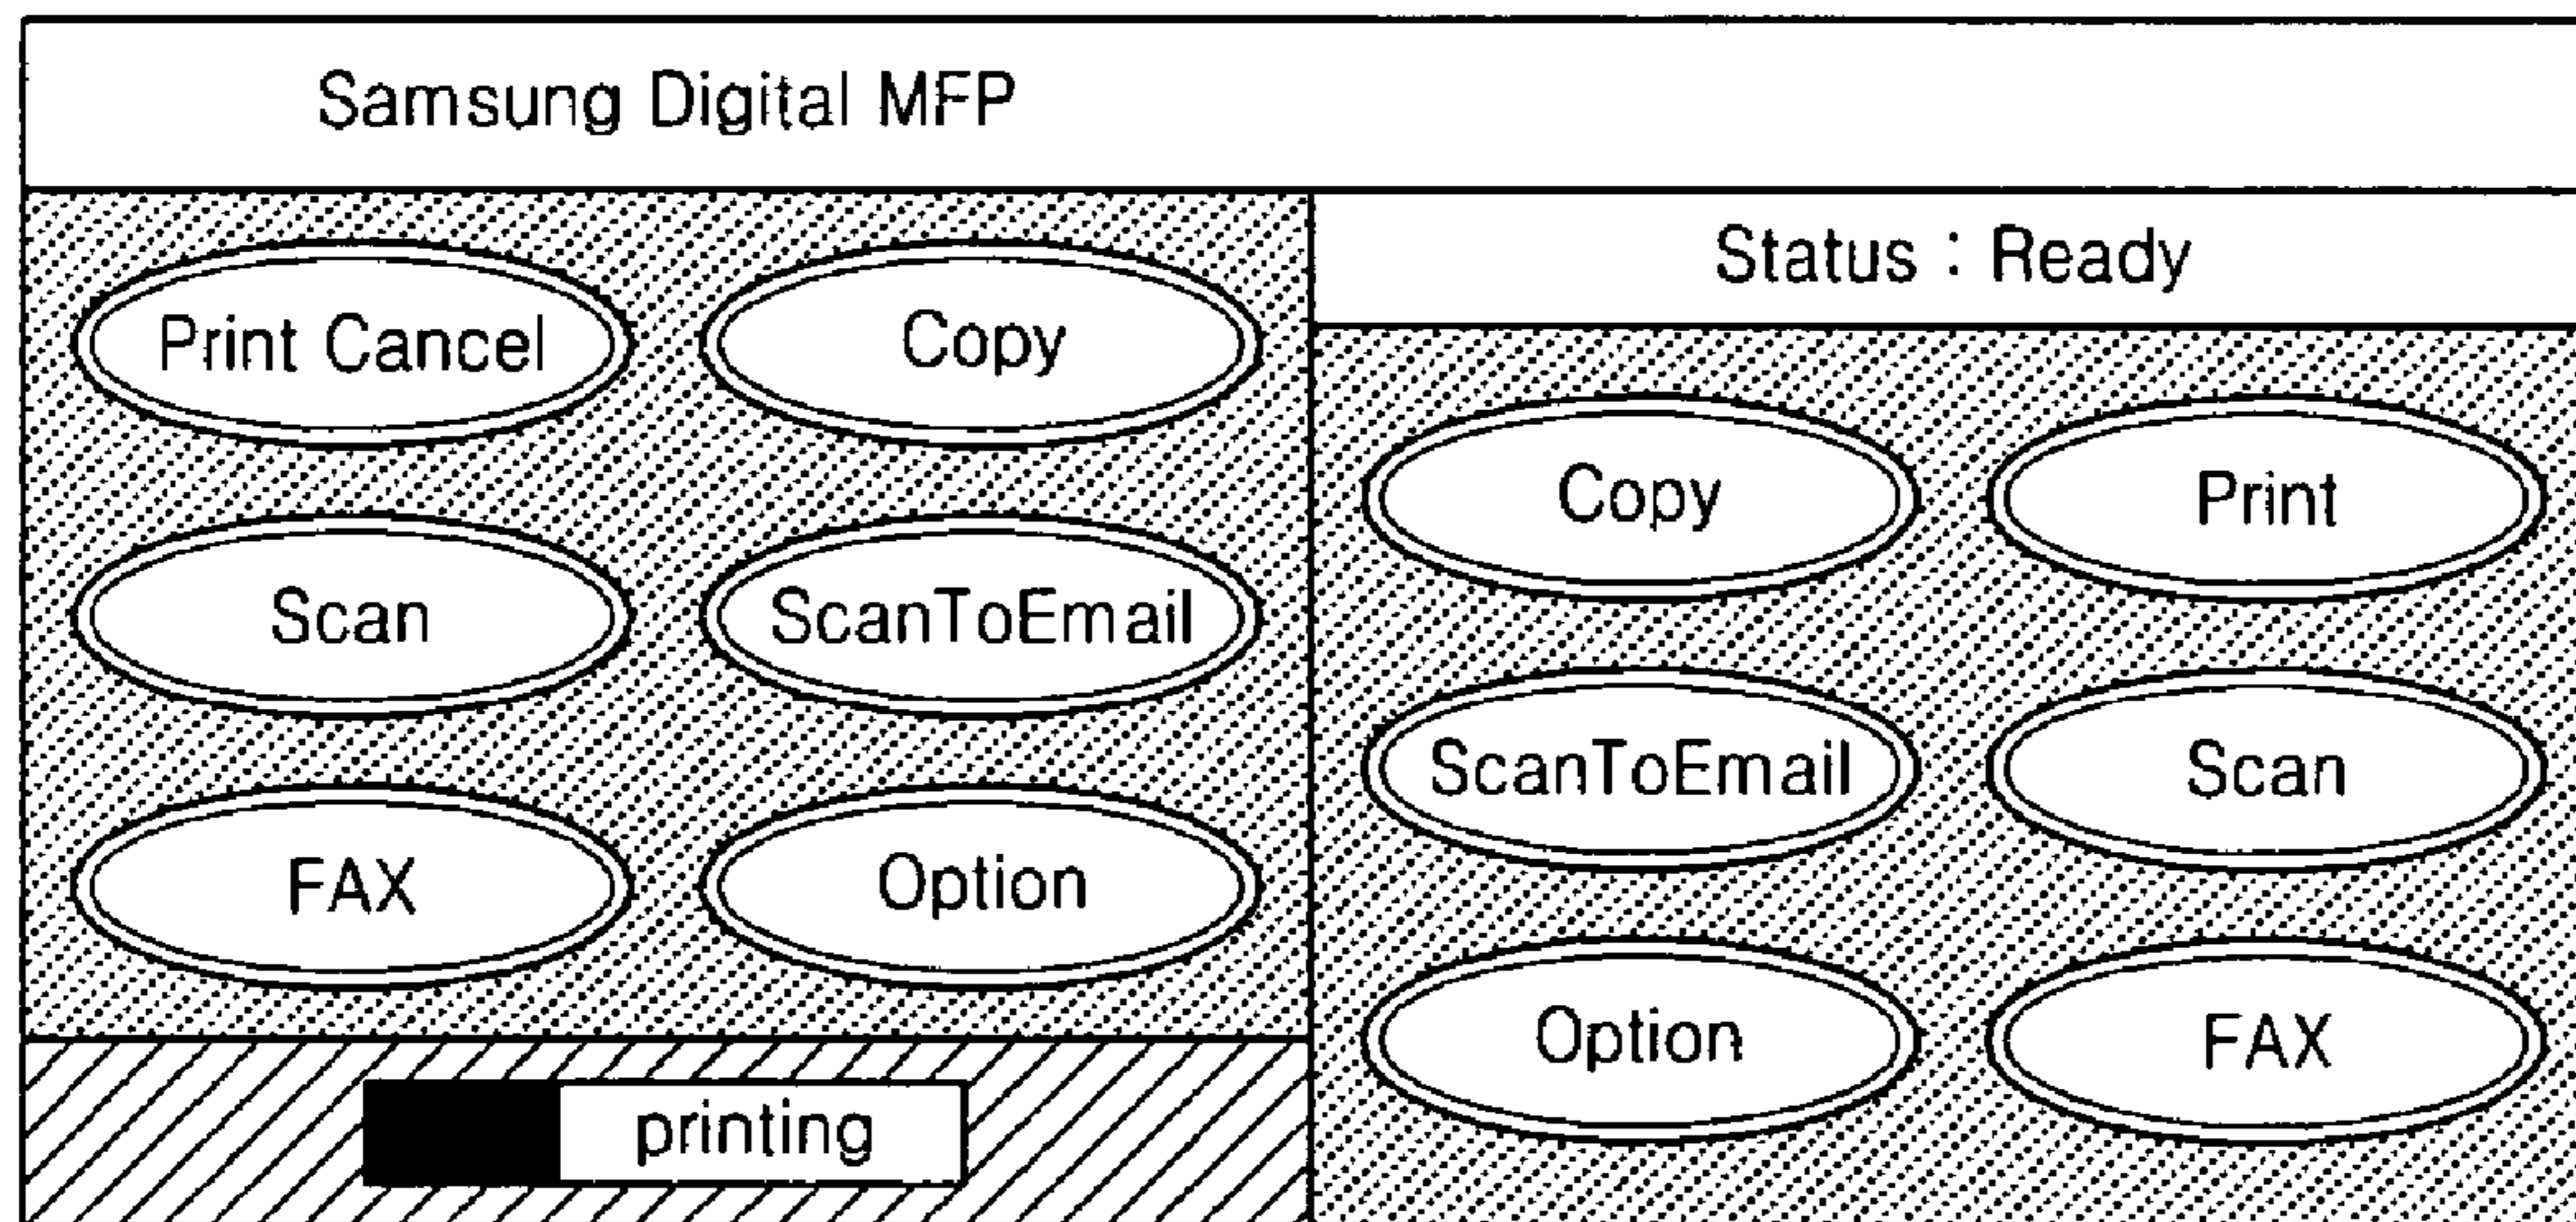 Samsung Digital MFP
Print Cancel Copy
Scan ScanToEmail
FAX Option
printing
Status : Ready
Copy Print
ScanToEmail Scan
Option FAX